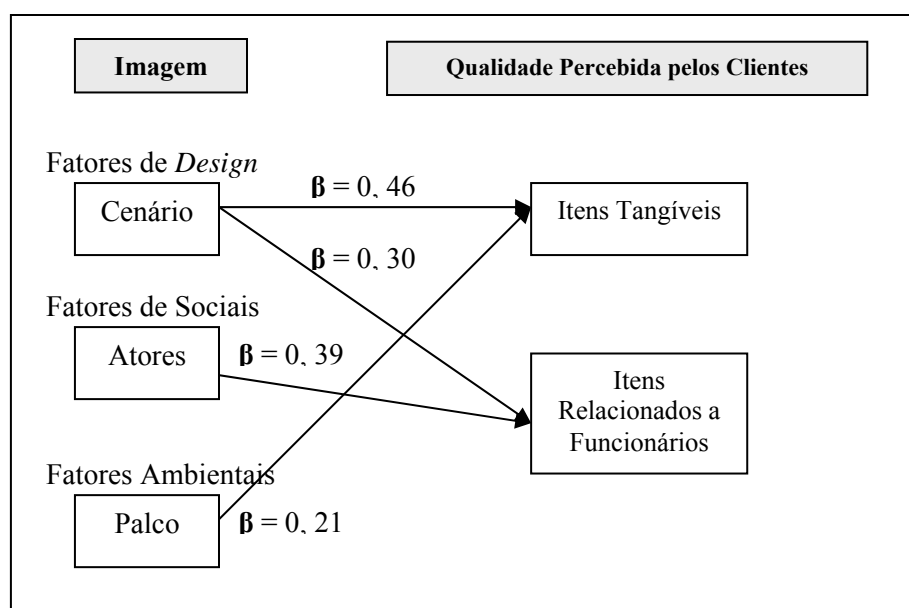 Imagem
Qualidade Percebida pelos Clientes
Fatores de Design
Cenário
β = 0, 46
Itens Tangíveis
β = 0, 30
Fatores de Sociais
Atores
β = 0, 39
Itens
Relacionados a
Funcionários
Fatores Ambientais
Palco
β = 0, 21